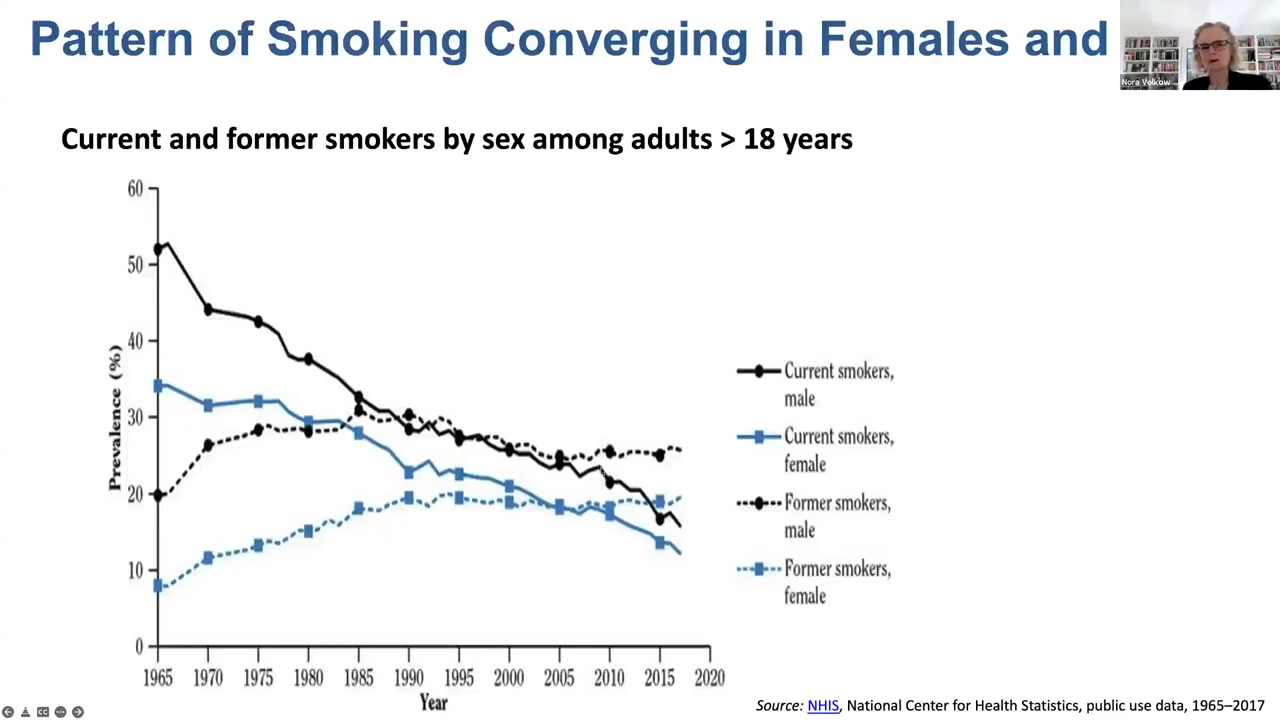 Pattern of Smoking Converging in Females and
Nora Volkow
Current and former smokers by sex among adults > 18 years
60
50
40
30
20
10
0
Prevalence (%)
1965 1970 1975 1980 1985 1990 1995 2000 2005 2010 2015 2020
Year
Current smokers,
male
Current smokers,
female
Former smokers,
male
Former smokers,
female
Source: NHIS, National Center for Health Statistics, public use data, 1965–2017
CC